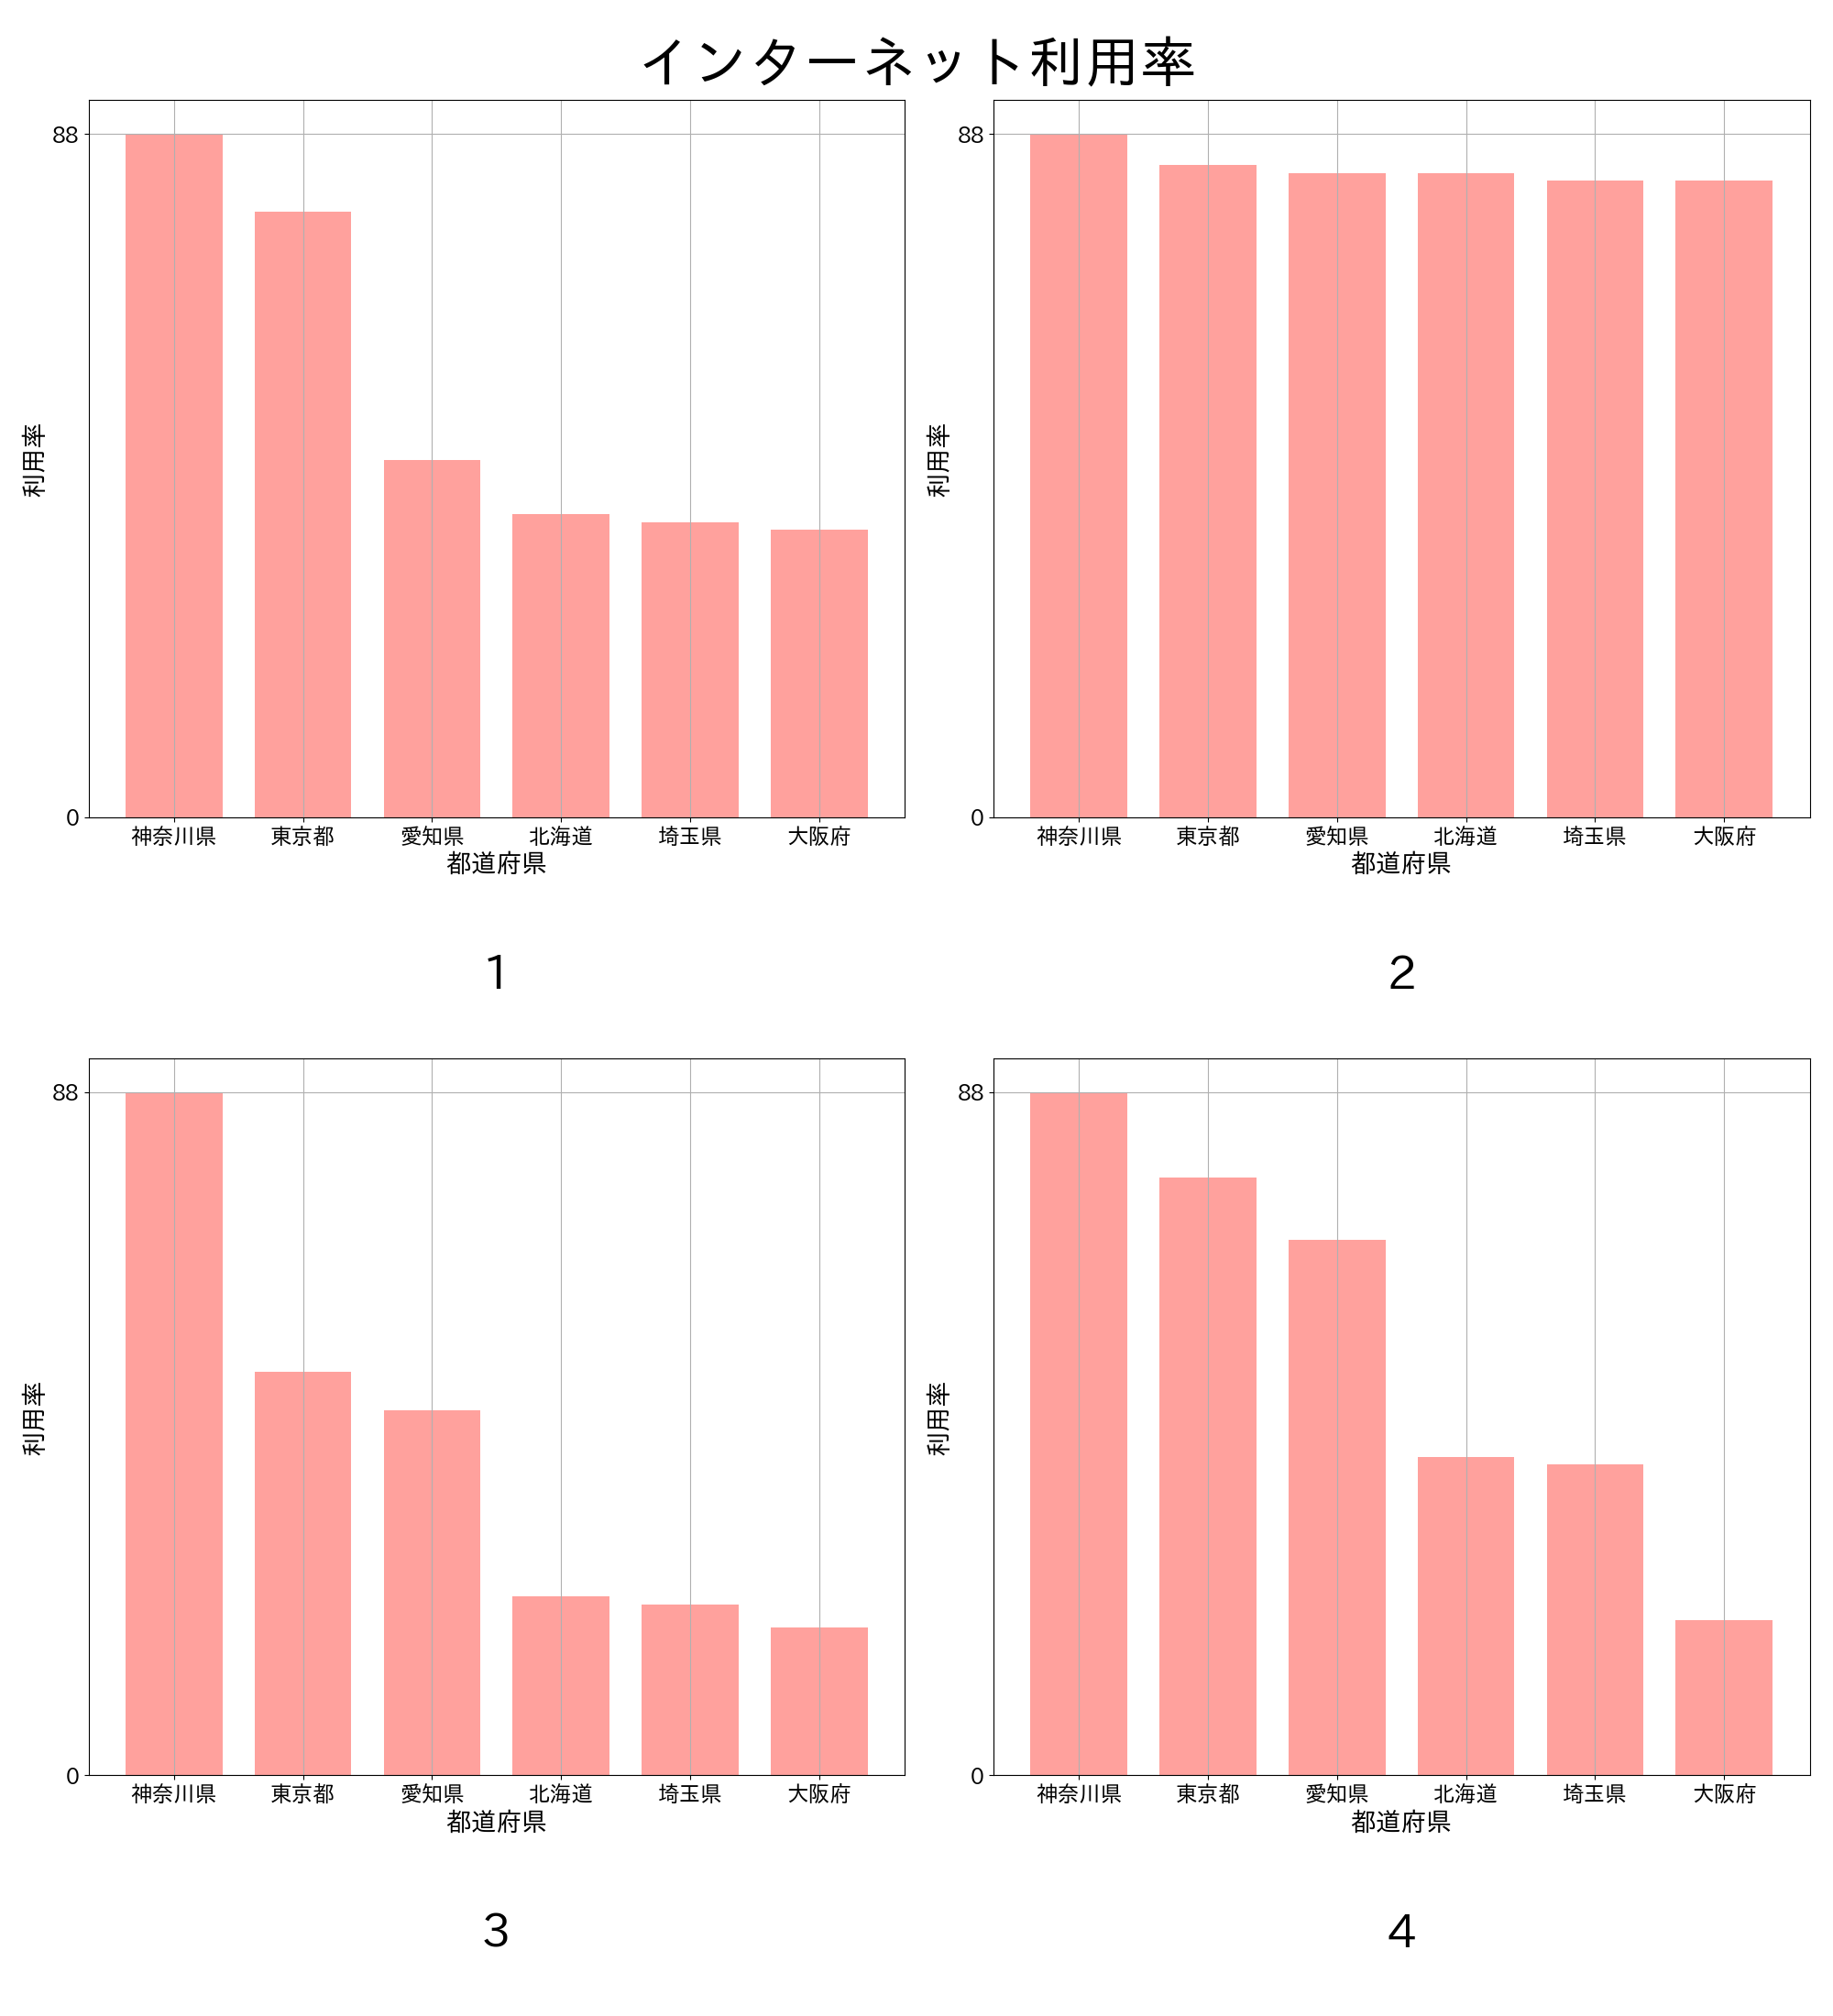 インターネット利用率
88
0
利用率
神奈川県 東京都 愛知県 北海道 埼玉県 大阪府
都道府県
1
88
0
利用率
神奈川県 東京都 愛知県 北海道 埼玉県 大阪府
都道府県
2
88
0
利用率
神奈川県 東京都 愛知県 北海道 埼玉県 大阪府
都道府県
3
88
0
利用率
神奈川県 東京都 愛知県 北海道 埼玉県 大阪府
都道府県
4